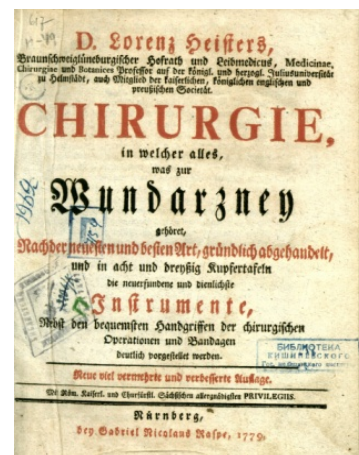 617
D. Lorenz Heisters,
Braunschweiglüneburgischer Hofrath und Leibmedicus, Medicinae,
Chirurgiae und Botanices Professor auf der königl. und herzogl. Juliusuniversität
zu Helmstädt, auch Mitglied der kaiserlichen, königlichen englischen und
preußischen Societät.
CHIRURGIE,
in welcher alles,
was zur
Wundarzney
gehöret,
Nach der neuesten und besten Art, gründlich abgehandelt,
und in acht und dreyßig Kupfertafeln
die neuerfundene und dienlichste
Instrumente,
Nebst den bequemsten Handgriffen der chirurgischen
Operationen und Bandagen
deutlich vorgestellet werden.
БИБЛИОТЕКА
КИШИНЕВСКОГО
Neue viel vermehrte und verbesserte Auflage.
Mit Röm. Kaiserl. und Churfürstl. Sächsischen allergnädigsten PRIVILEGIIS.
Nürnberg,
bey Gabriel Nicolaus Raspe, 1779.